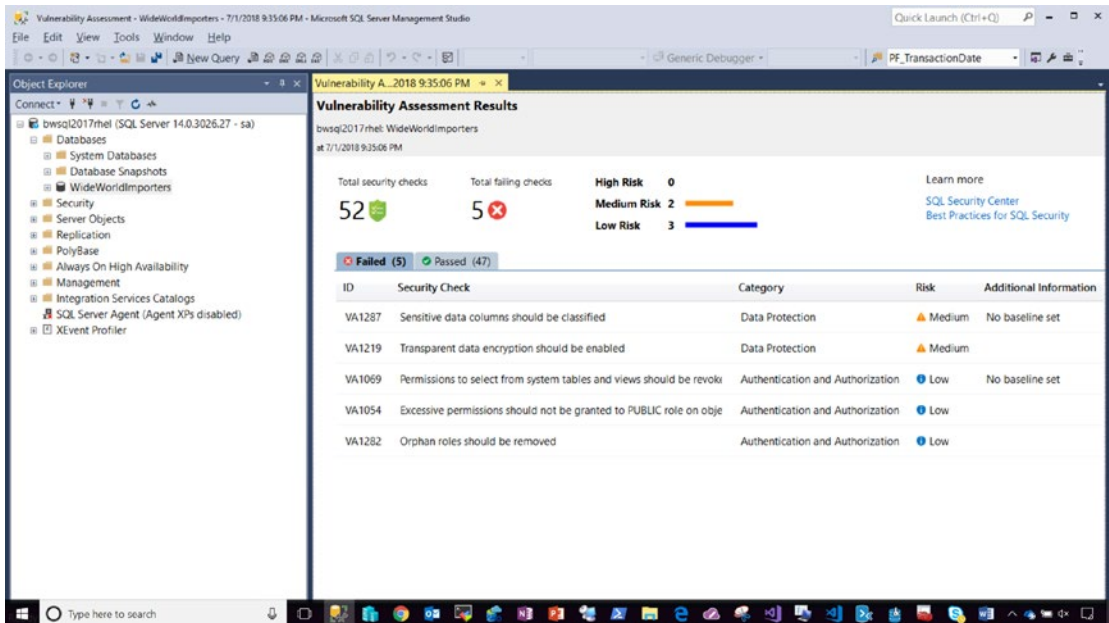 Vulnerability Assessment - WideWorldImporters - 7/1/2018 9:35:06 PM - Microsoft SQL Server Management Studio
Quick Launch (Ctrl+Q)
File Edit View Tools Window Help
New Query
Generic Debugger
PF_TransactionDate
Object Explorer
Vulnerability A...2018 9:35:06 PM
Connect
Vulnerability Assessment Results
bwsql2017rhel (SQL Server 14.0.3026.27 - sa)
Databases
System Databases
Database Snapshots
WideWorldImporters
Security
Server Objects
Replication
PolyBase
Always On High Availability
Management
Integration Services Catalogs
SQL Server Agent (Agent XPs disabled)
XEvent Profiler
bwsql2017rhel: WideWorldImporters
at 7/1/2018 9:35:06 PM
Total security checks
52
Total failing checks
5
High Risk 0
Medium Risk 2
Low Risk 3
Learn more
SQL Security Center
Best Practices for SQL Security
Failed (5) Passed (47)
ID Security Check Category Risk Additional Information
VA1287 Sensitive data columns should be classified Data Protection Medium No baseline set
VA1219 Transparent data encryption should be enabled Data Protection Medium
VA1069 Permissions to select from system tables and views should be revoke Authentication and Authorization Low No baseline set
VA1054 Excessive permissions should not be granted to PUBLIC role on obje Authentication and Authorization Low
VA1282 Orphan roles should be removed Authentication and Authorization Low
Type here to search